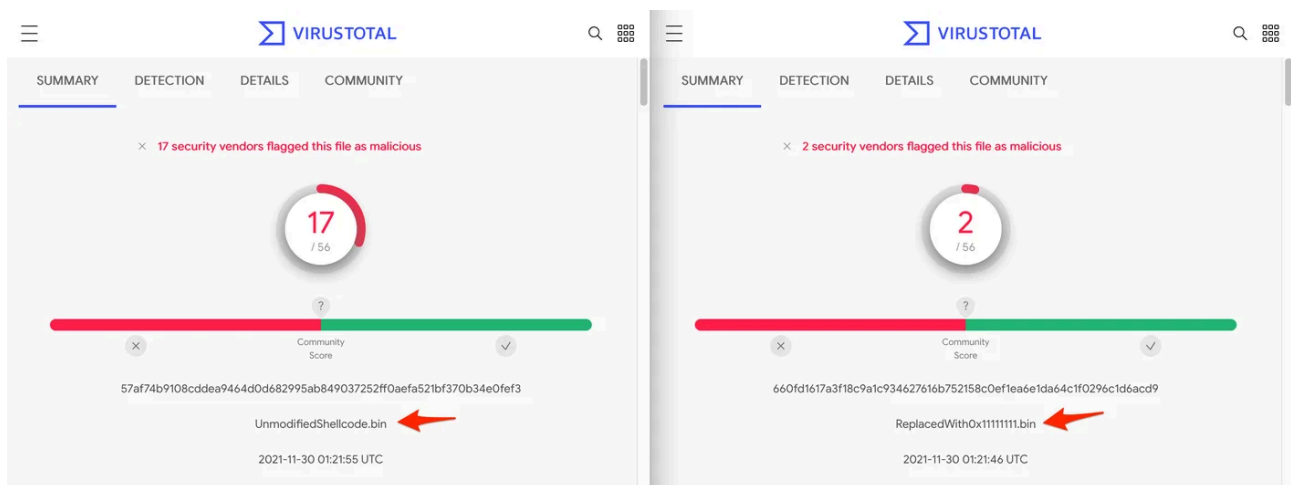 VIRUSTOTAL
SUMMARY DETECTION DETAILS COMMUNITY
17 security vendors flagged this file as malicious
17
/ 56
?
Community
Score
57af74b9108cddea9464d0d682995ab849037252ff0aefa521bf370b34e0fef3
UnmodifiedShellcode.bin
2021-11-30 01:21:55 UTC
VIRUSTOTAL
SUMMARY DETECTION DETAILS COMMUNITY
2 security vendors flagged this file as malicious
2
/ 56
?
Community
Score
660fd1617a3f18c9a1c934627616b752158c0ef1ea6e1da64c1f0296c1d6acd9
ReplacedWith0x11111111.bin
2021-11-30 01:21:46 UTC